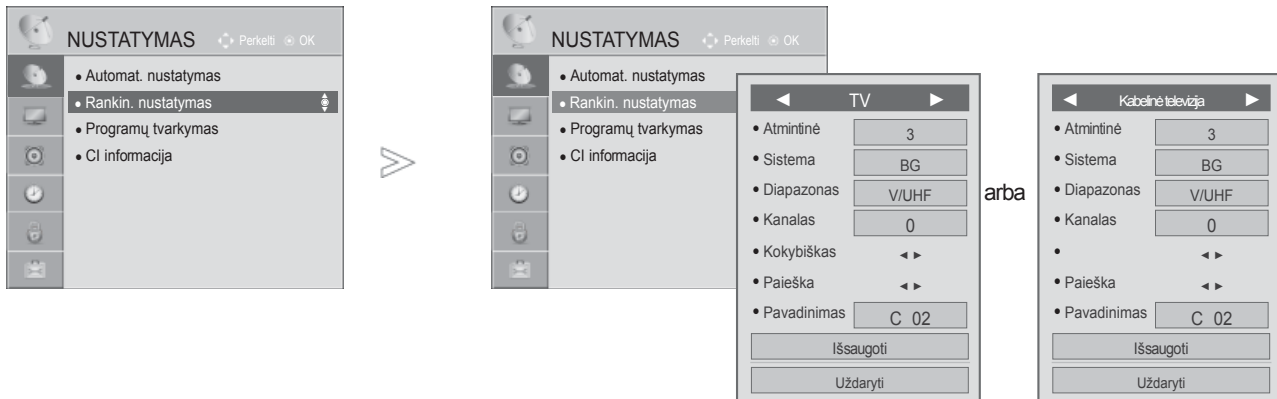 NUSTATYMAS Perkelti OK
• Automat. nustatymas
• Rankin. nustatymas
• Programų tvarkymas
• CI informacija
NUSTATYMAS Perkelti OK
• Automat. nustatymas
• Rankin. nustatymas
• Programų tvarkymas
• CI informacija
◄ TV ►
• Atmintinė 3
• Sistema BG
• Diapazonas V/UHF
• Kanalas 0
• Kokybiškas ◄ ►
• Paieška ◄ ►
• Pavadinimas C 02
Išsaugoti
Uždaryti
arba
◄ Kabelinė televizija ►
• Atmintinė 3
• Sistema BG
• Diapazonas V/UHF
• Kanalas 0
• ◄ ►
• Paieška ◄ ►
• Pavadinimas C 02
Išsaugoti
Uždaryti